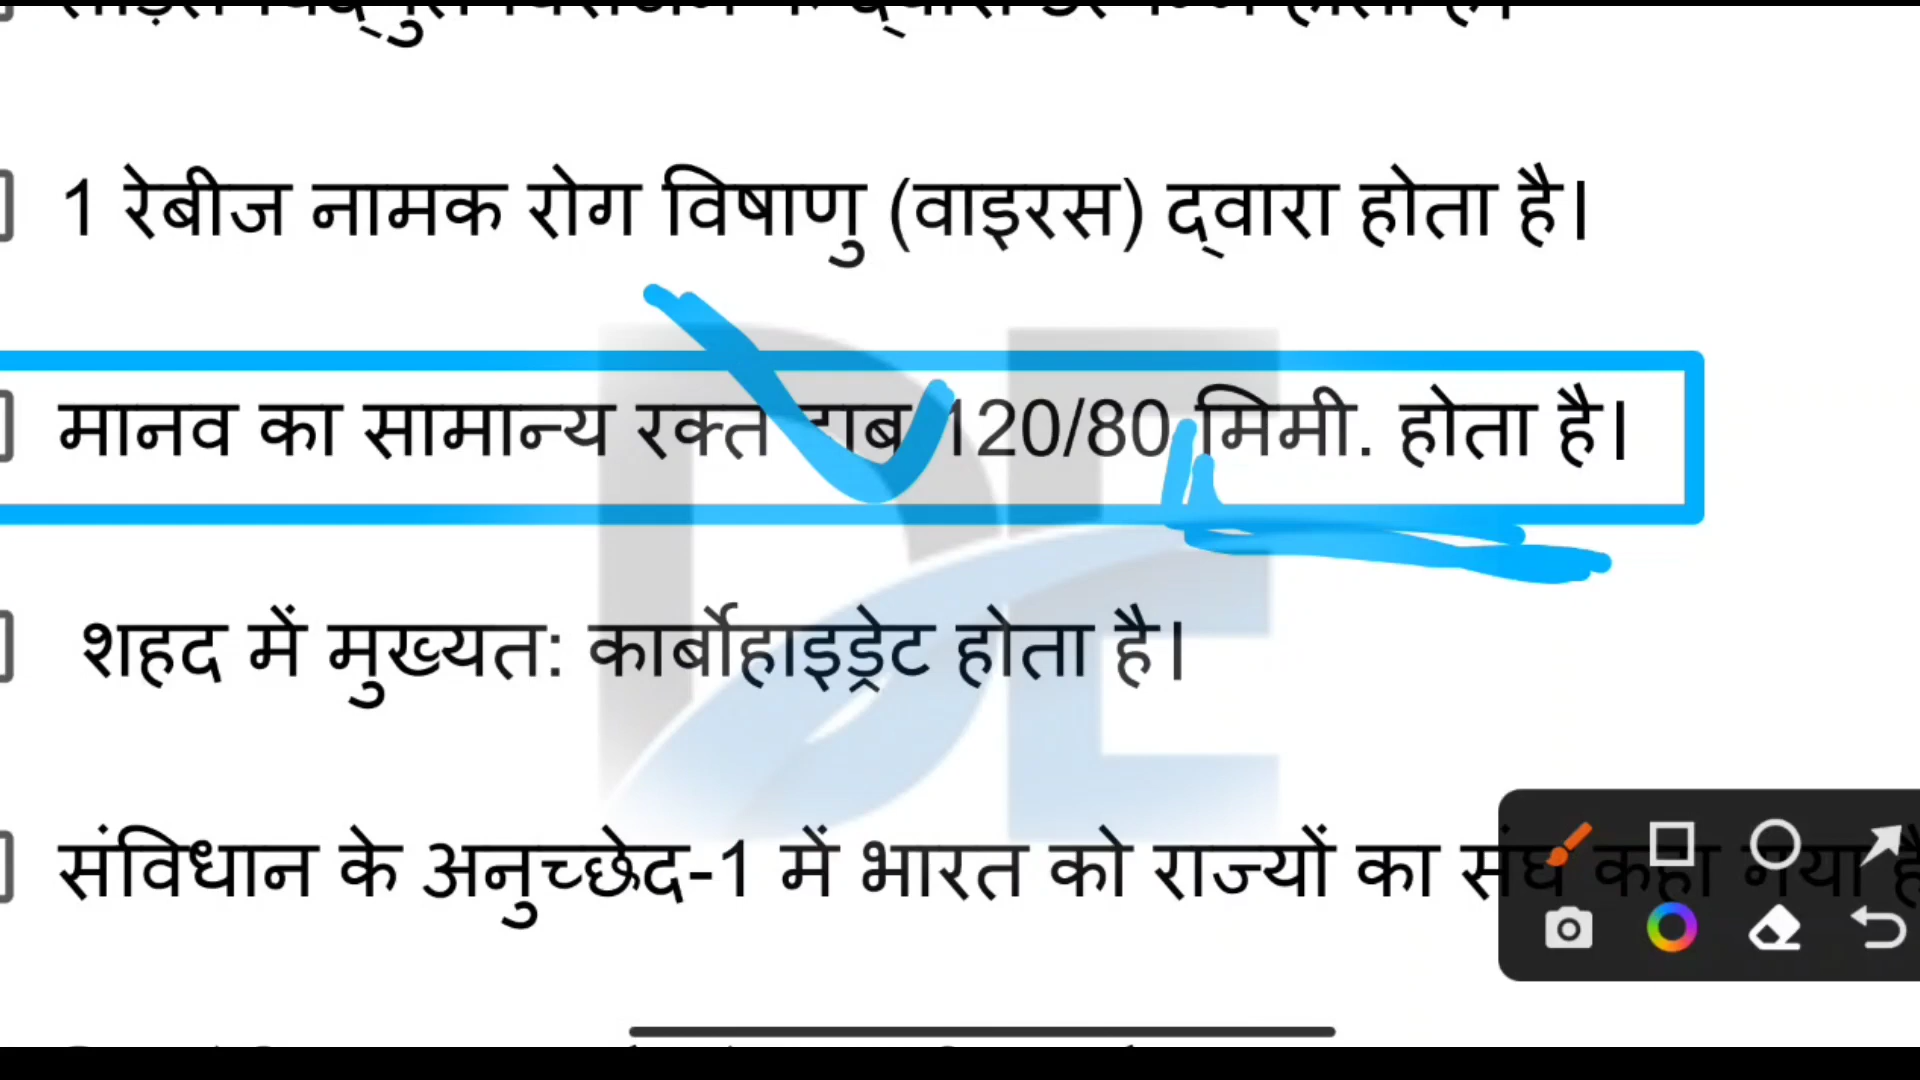 1 रेबीज नामक रोग विषाणु (वाइरस) द्वारा होता है।
मानव का सामान्य रक्त दाब 120/80 मिमी. होता है।
शहद में मुख्यत: कार्बोहाइड्रेट होता है।
संविधान के अनुच्छेद-1 में भारत को राज्यों का संघ कहा गया है